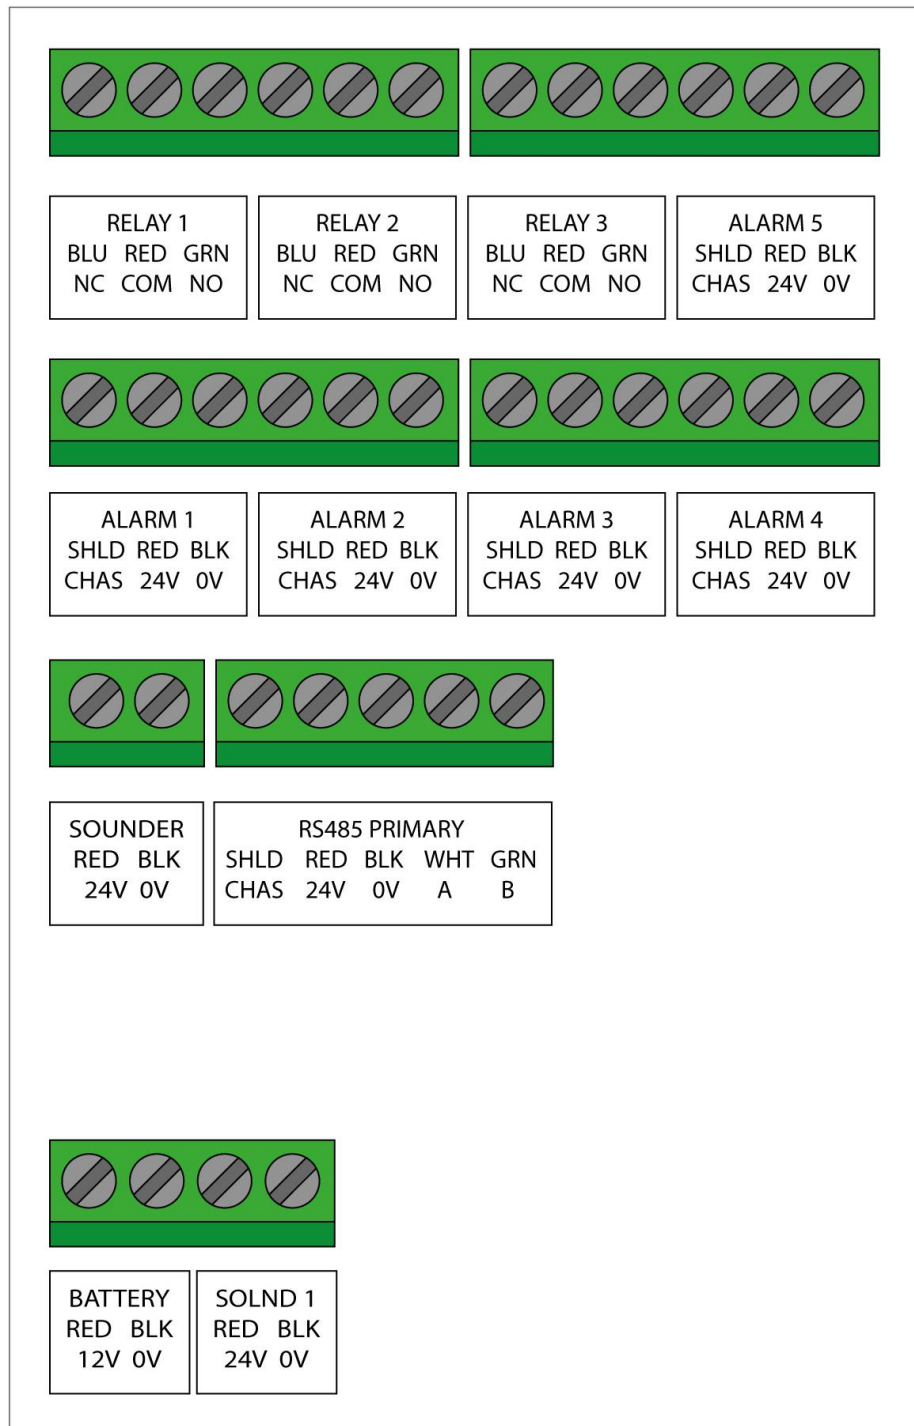 RELAY 1
BLU RED GRN
NC COM NO
RELAY 2
BLU RED GRN
NC COM NO
RELAY 3
BLU RED GRN
NC COM NO
ALARM 5
SHLD RED BLK
CHAS 24V 0V
ALARM 1
SHLD RED BLK
CHAS 24V 0V
ALARM 2
SHLD RED BLK
CHAS 24V 0V
ALARM 3
SHLD RED BLK
CHAS 24V 0V
ALARM 4
SHLD RED BLK
CHAS 24V 0V
SOUNDER
RED BLK
24V 0V
RS485 PRIMARY
SHLD RED BLK WHT GRN
CHAS 24V 0V A B
BATTERY
RED BLK
12V 0V
SOLND 1
RED BLK
24V 0V